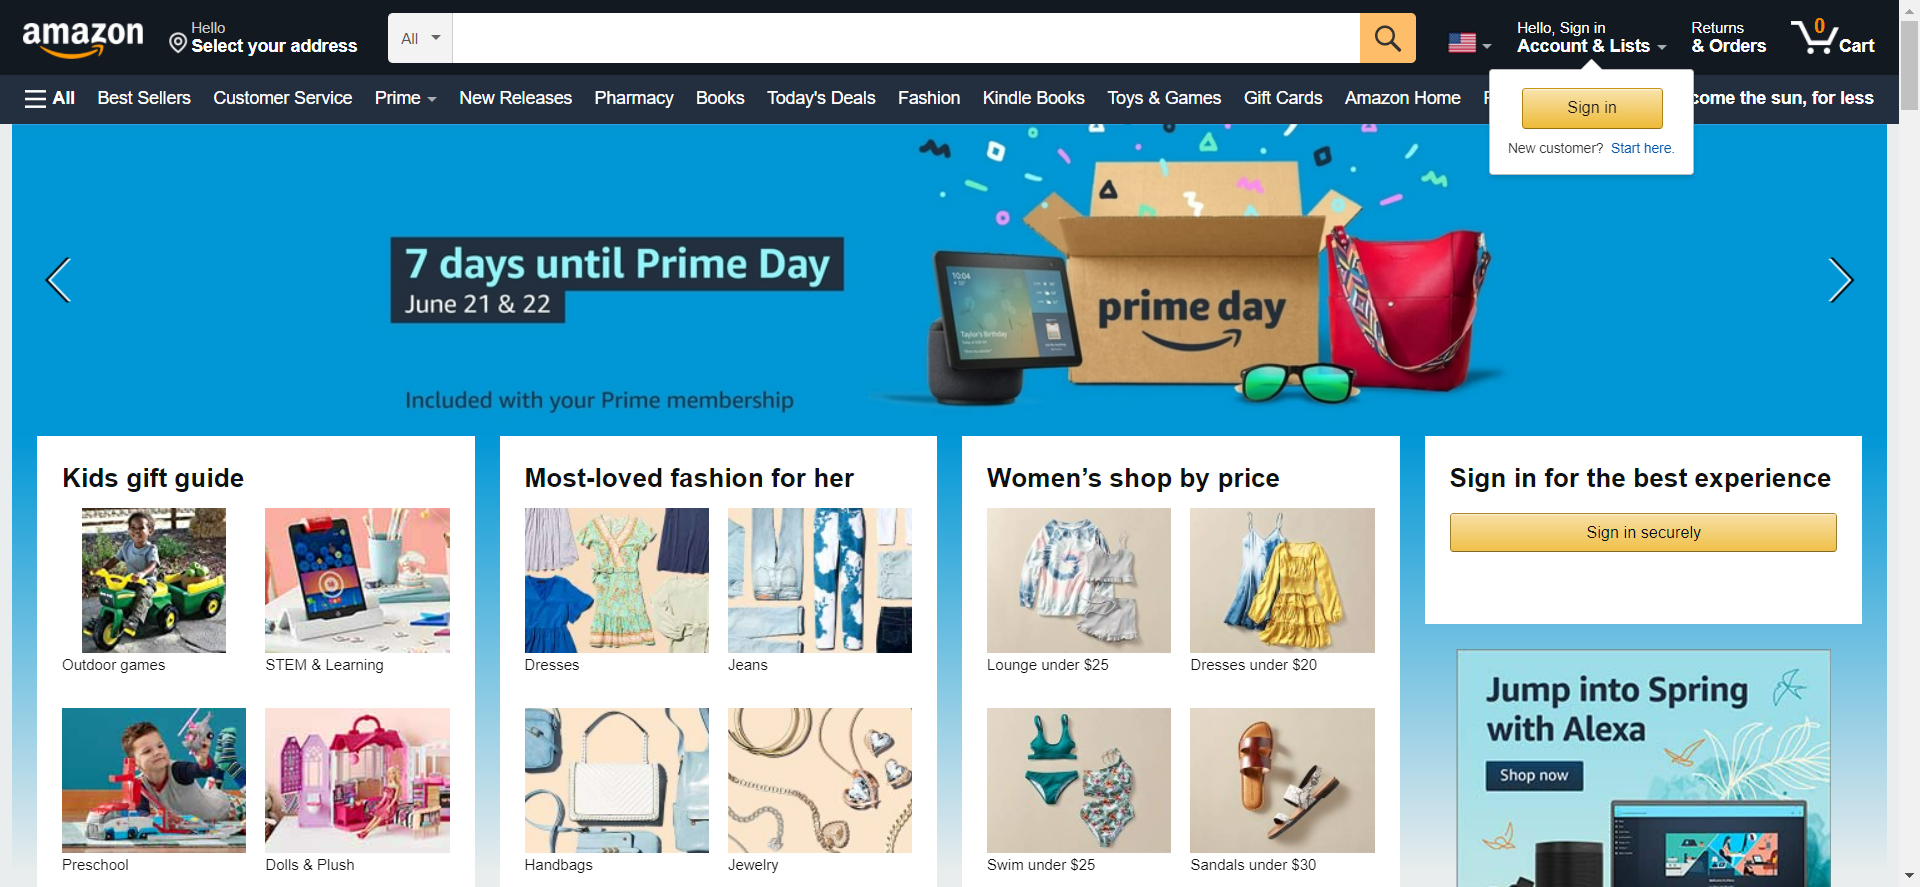 amazon
Hello
Select your address
All
Hello, Sign in
Account & Lists
Returns
& Orders
0
Cart
All
Best Sellers
Customer Service
Prime
New Releases
Pharmacy
Books
Today's Deals
Fashion
Kindle Books
Toys & Games
Gift Cards
Amazon Home
come the sun, for less
Sign in
New customer? Start here.
7 days until Prime Day
June 21 & 22
Included with your Prime membership
10:04
Taylor's Birthday
prime day
Kids gift guide
Outdoor games
STEM & Learning
Preschool
Dolls & Plush
Most-loved fashion for her
Dresses
Jeans
Handbags
Jewelry
Women’s shop by price
Lounge under $25
Dresses under $20
Swim under $25
Sandals under $30
Sign in for the best experience
Sign in securely
Jump into Spring
with Alexa
Shop now